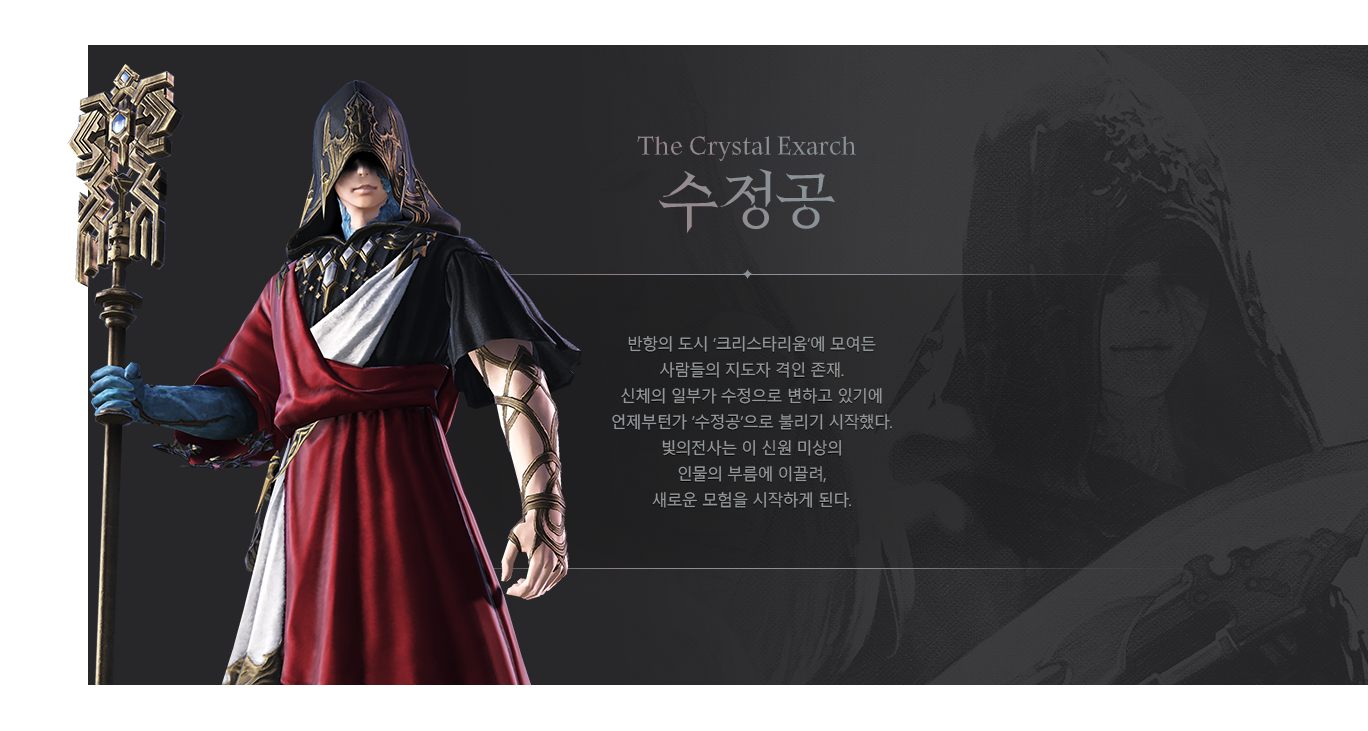 The Crystal Exarch
수정공
반항의 도시 ‘크리스타리움’에 모여든
사람들의 지도자 격인 존재.
신체의 일부가 수정으로 변하고 있기에
언제부턴가 ‘수정공’으로 불리기 시작했다.
빛의전사는 이 신원 미상의
인물의 부름에 이끌려,
새로운 모험을 시작하게 된다.